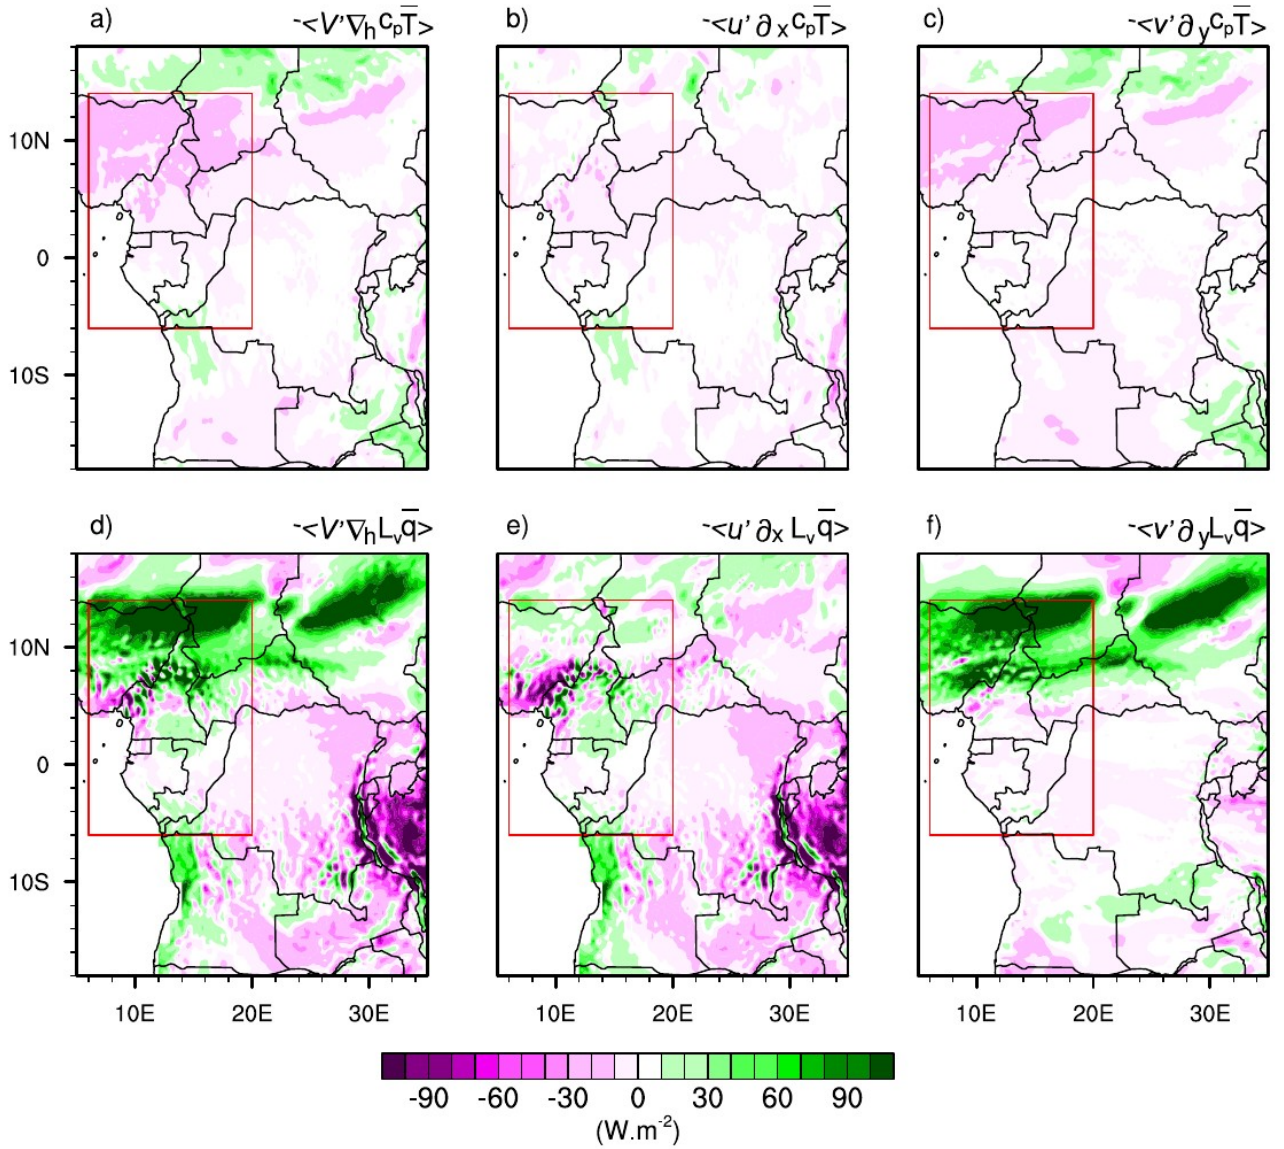 a) -<V'∇hcpT̅>
b) -<u'∂xcpT̅>
c) -<v'∂ycpT̅>
10N
0
10S
d) -<V'∇hLvq̅>
e) -<u'∂xLvq̅>
f) -<v'∂yLvq̅>
10N
0
10S
10E 20E 30E 10E 20E 30E 10E 20E 30E
-90 -60 -30 0 30 60 90
(W.m⁻²)